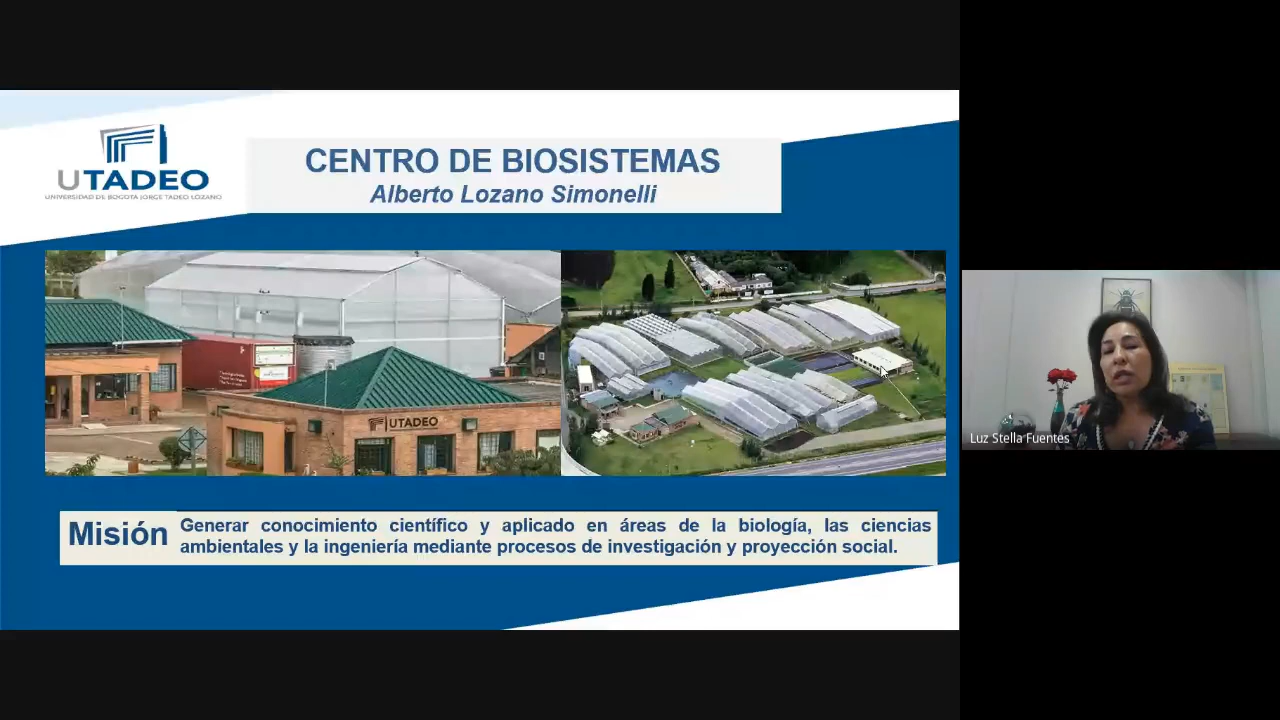 UTADEO
UNIVERSIDAD DE BOGOTÁ JORGE TADEO LOZANO
CENTRO DE BIOSISTEMAS
Alberto Lozano Simonelli
UTADEO
Misión
Generar conocimiento científico y aplicado en áreas de la biología, las ciencias
ambientales y la ingeniería mediante procesos de investigación y proyección social.
Luz Stella Fuentes